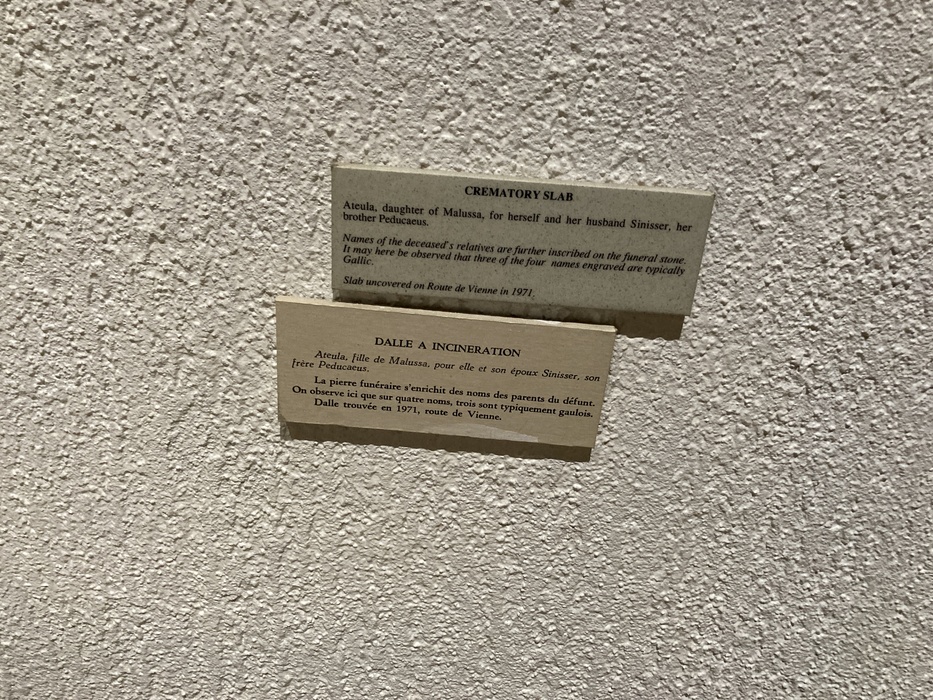 CREMATORY SLAB
Ateula, daughter of Malussa, for herself and her husband Sinisser, her
brother Peducaeus.
Names of the deceased's relatives are further inscribed on the funeral stone.
It may here be observed that three of the four names engraved are typically
Gallic.
Slab uncovered on Route de Vienne in 1971.
DALLE A INCINERATION
Ateula, fille de Malussa, pour elle et son époux Sinisser, son
frère Peducaeus.
La pierre funéraire s'enrichit des noms des parents du défunt.
On observe ici que sur quatre noms, trois sont typiquement gaulois.
Dalle trouvée en 1971, route de Vienne.